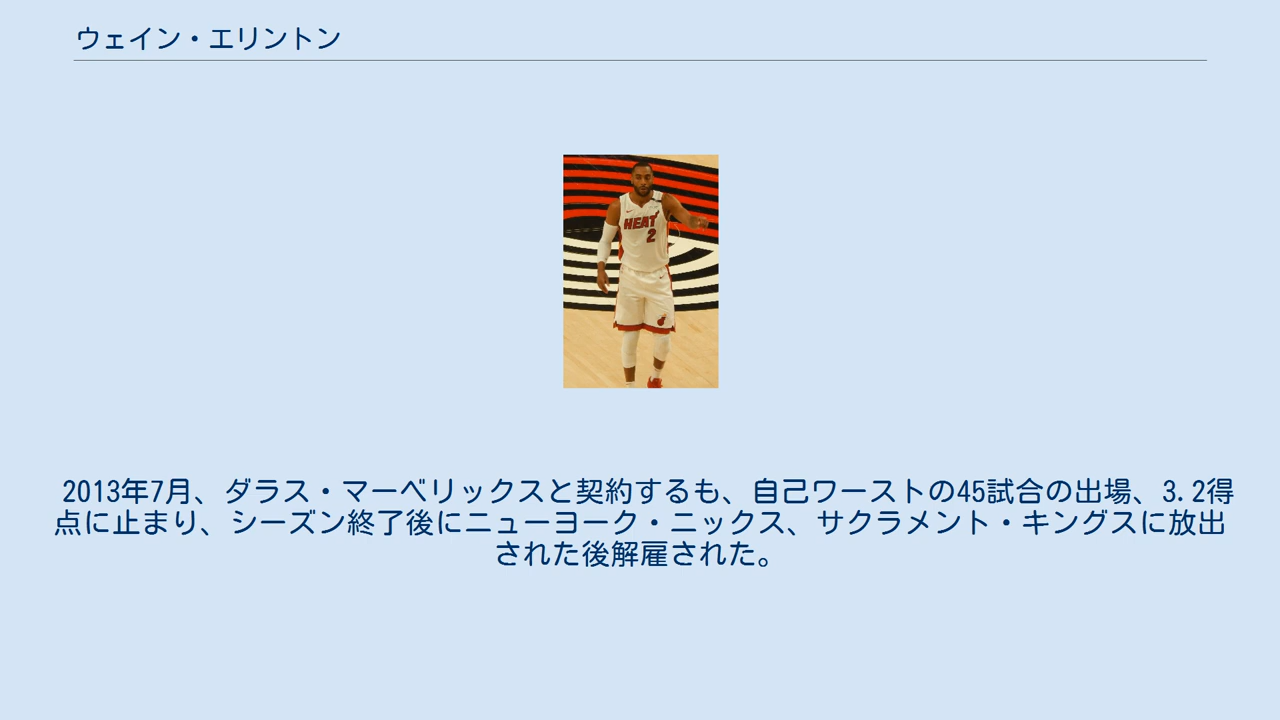 ウェイン・エリントン
HEAT
2
2013年7月、ダラス・マーベリックスと契約するも、自己ワーストの45試合の出場、3.2得
点に止まり、シーズン終了後にニューヨーク・ニックス、サクラメント・キングスに放出
された後解雇された。